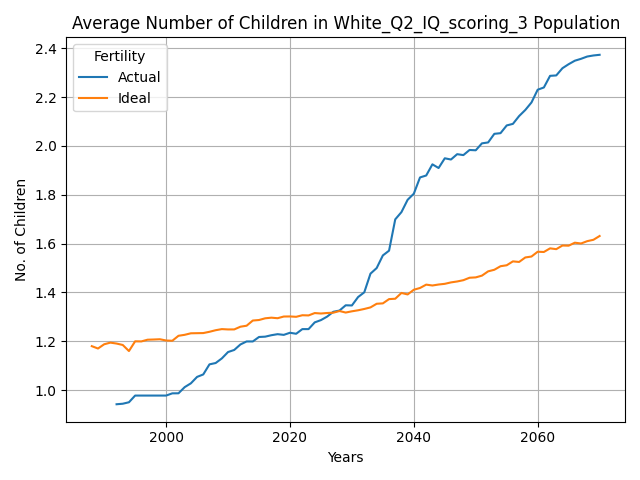 Average Number of Children in White_Q2_IQ_scoring_3 Population
Fertility
Actual
Ideal
No. of Children
2.4
2.2
2.0
1.8
1.6
1.4
1.2
1.0
2000
2020
2040
2060
Years